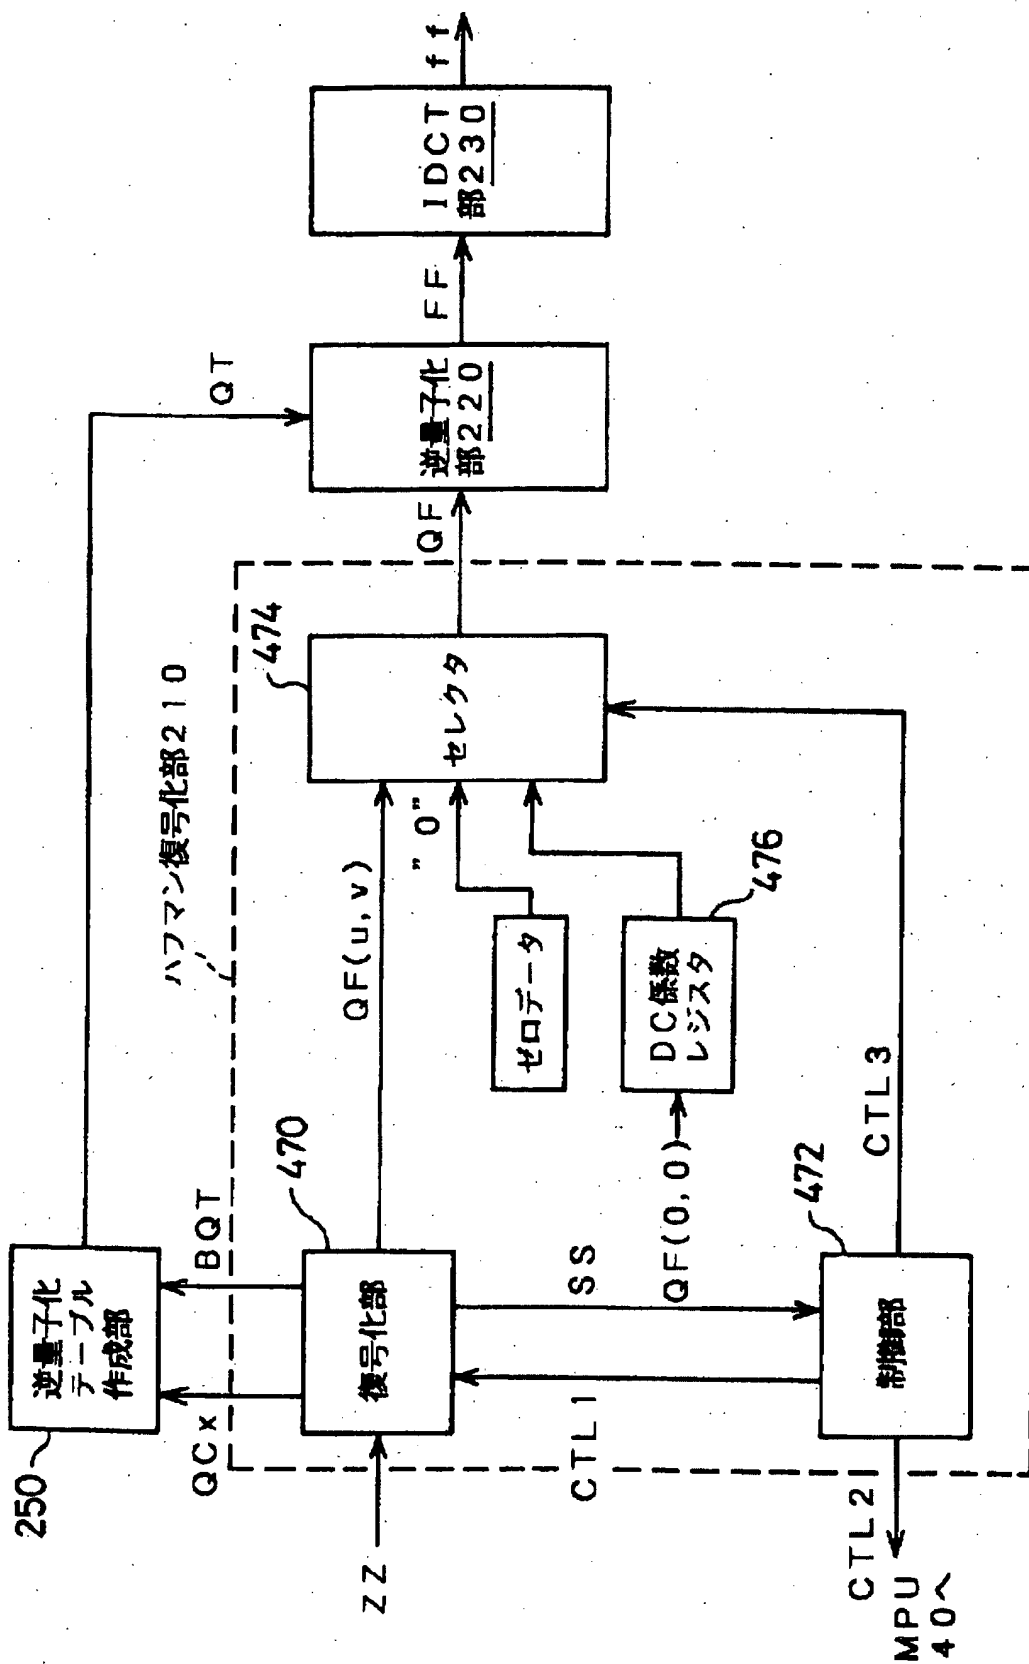 250
逆量子化
テーブル
作成部
QT
QCx
BQT
ハフマン復号化部210
ZZ
470
復号化部
QF(u,v)
"0"
ゼロデータ
474
セレクタ
QF
逆量子化
部220
FF
IDCT
部230
ff
CTL1
SS
QF(0,0)
DC係数
レジスタ
476
472
制御部
CTL3
CTL2
MPU
40へ